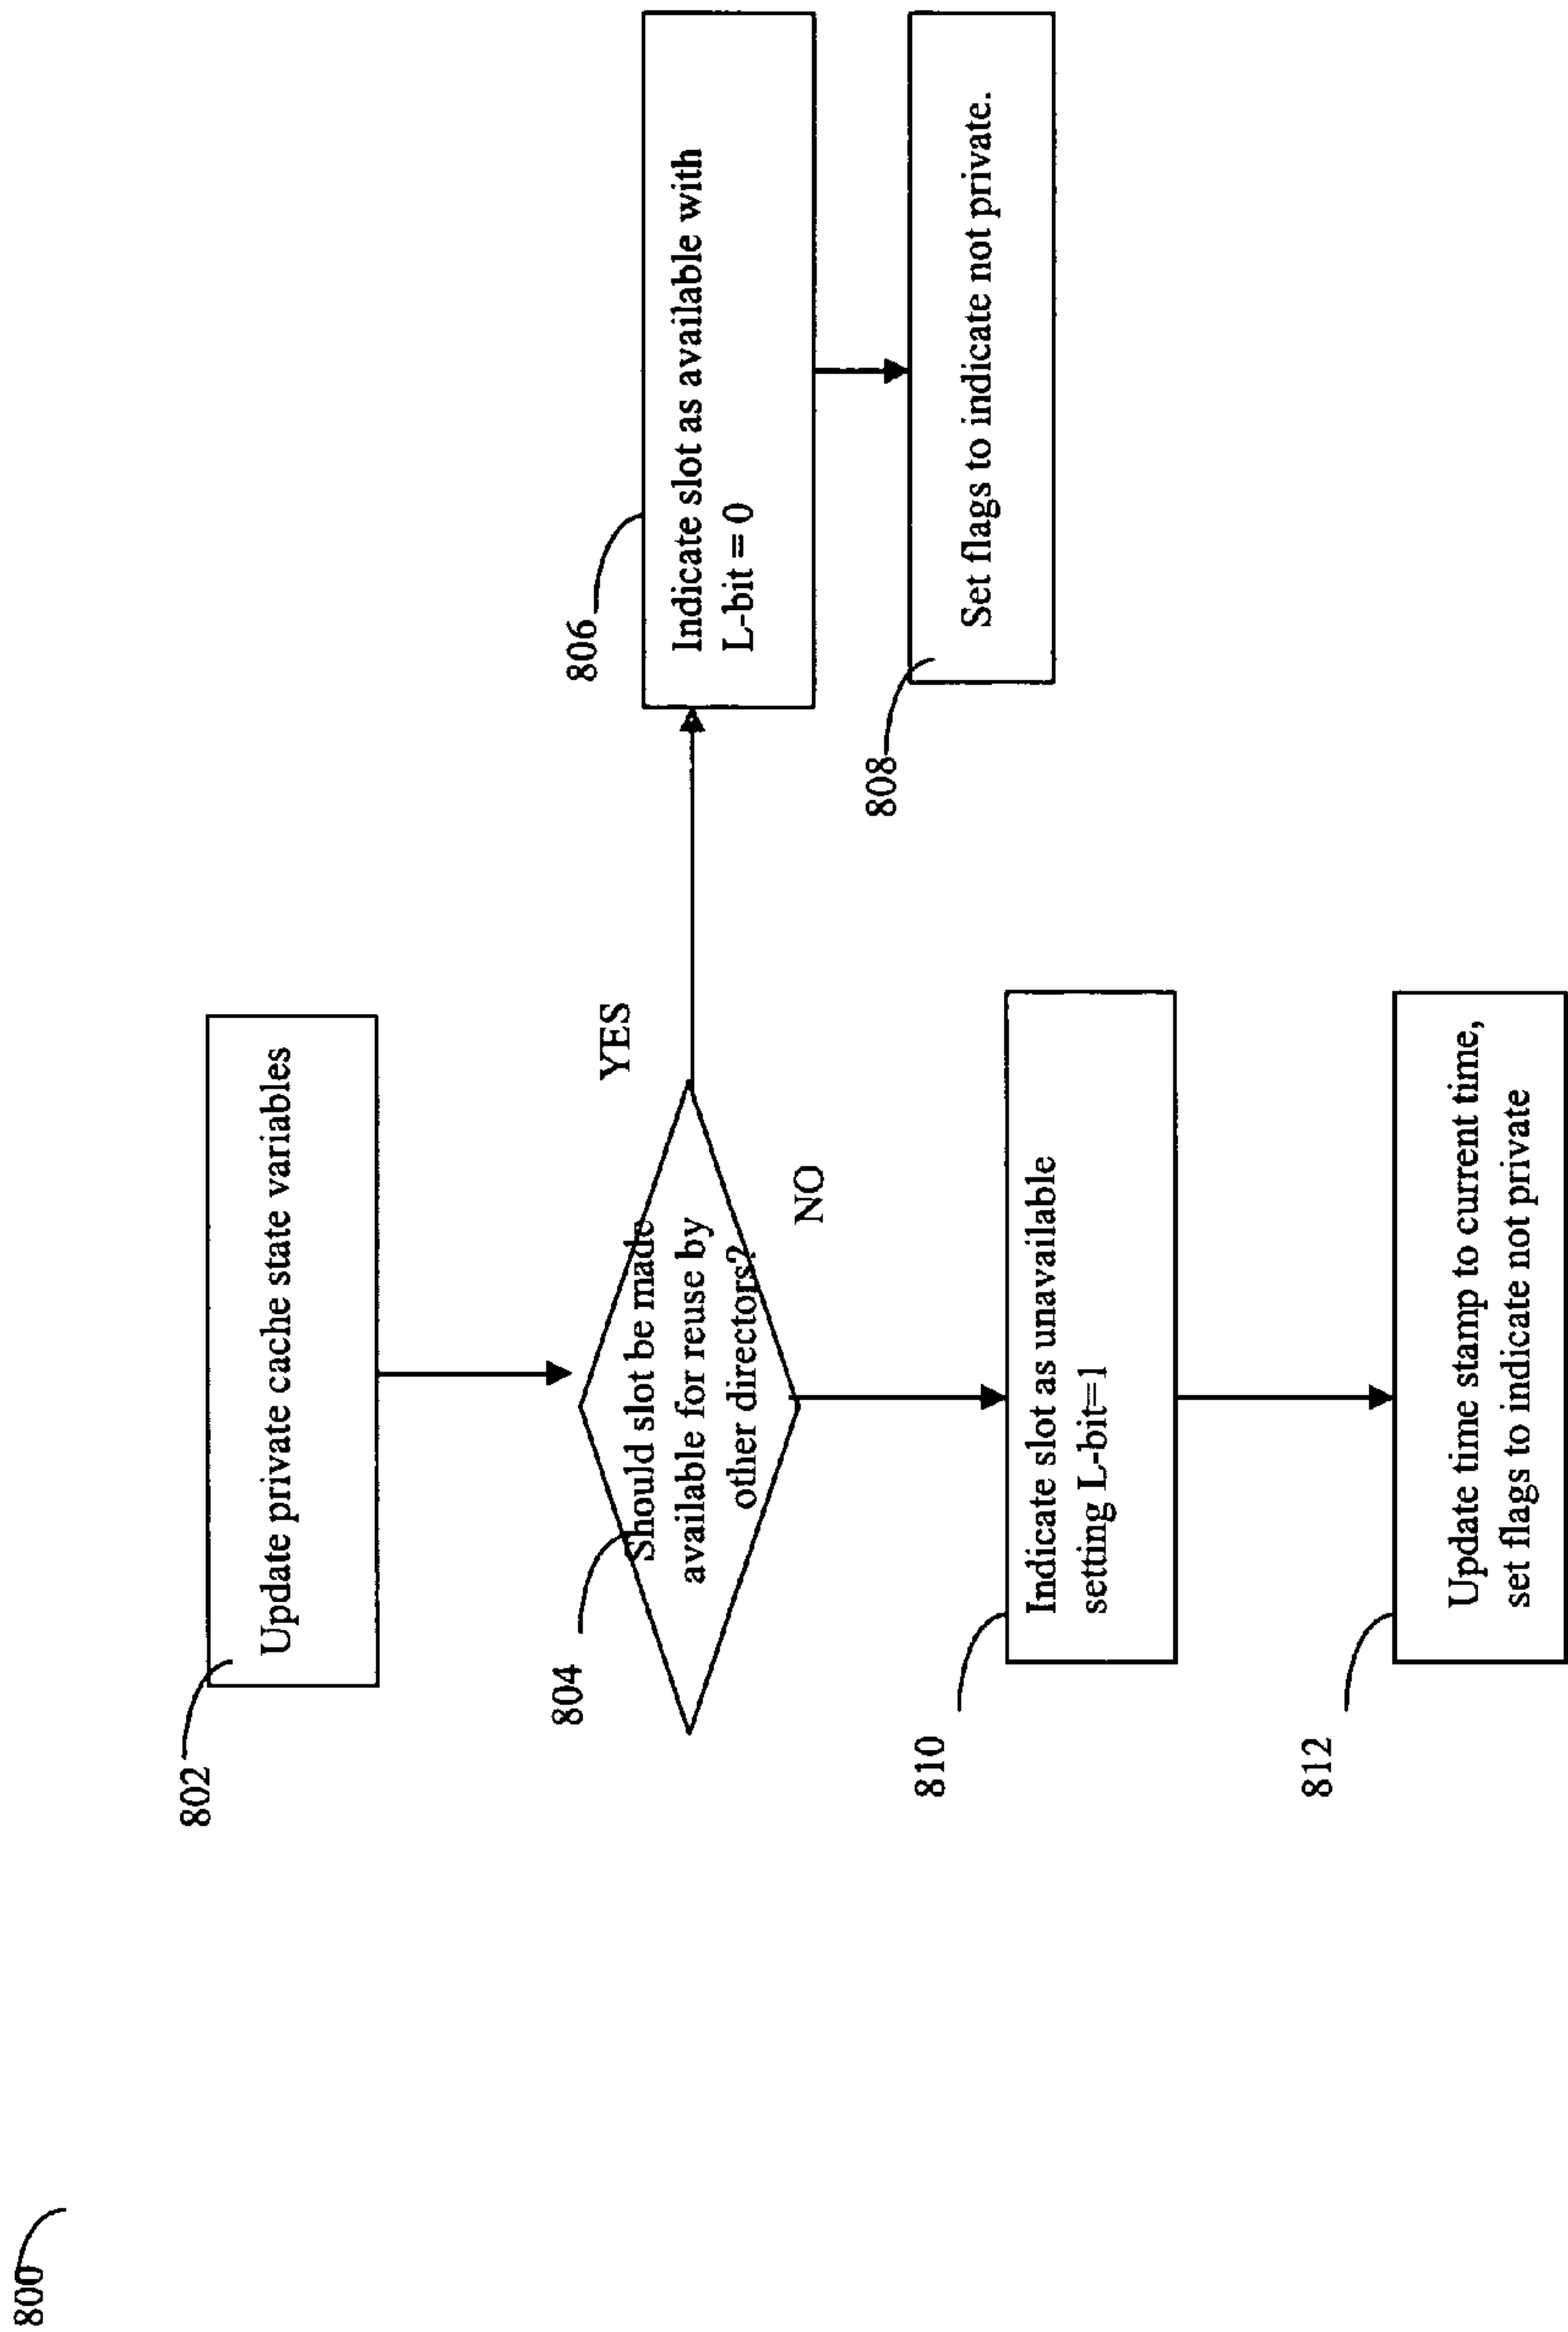 800
802
Update private cache state variables
804
Should slot be made
available for reuse by
other directors?
YES
806
Indicate slot as available with
L-bit = 0
808
Set flags to indicate not private.
NO
810
Indicate slot as unavailable
setting L-bit=1
812
Update time stamp to current time,
set flags to indicate not private